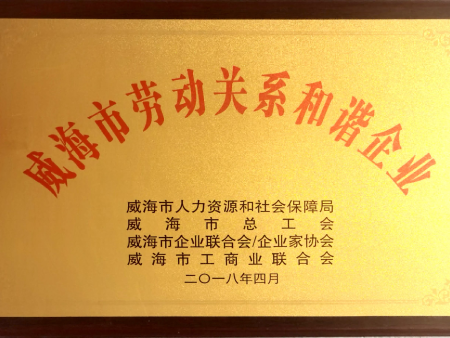 威海市劳动关系和谐企业
威海市人力资源和社会保障局
威海市总工会
威海市企业联合会/企业家协会
威海市工商业联合会
二〇一八年四月